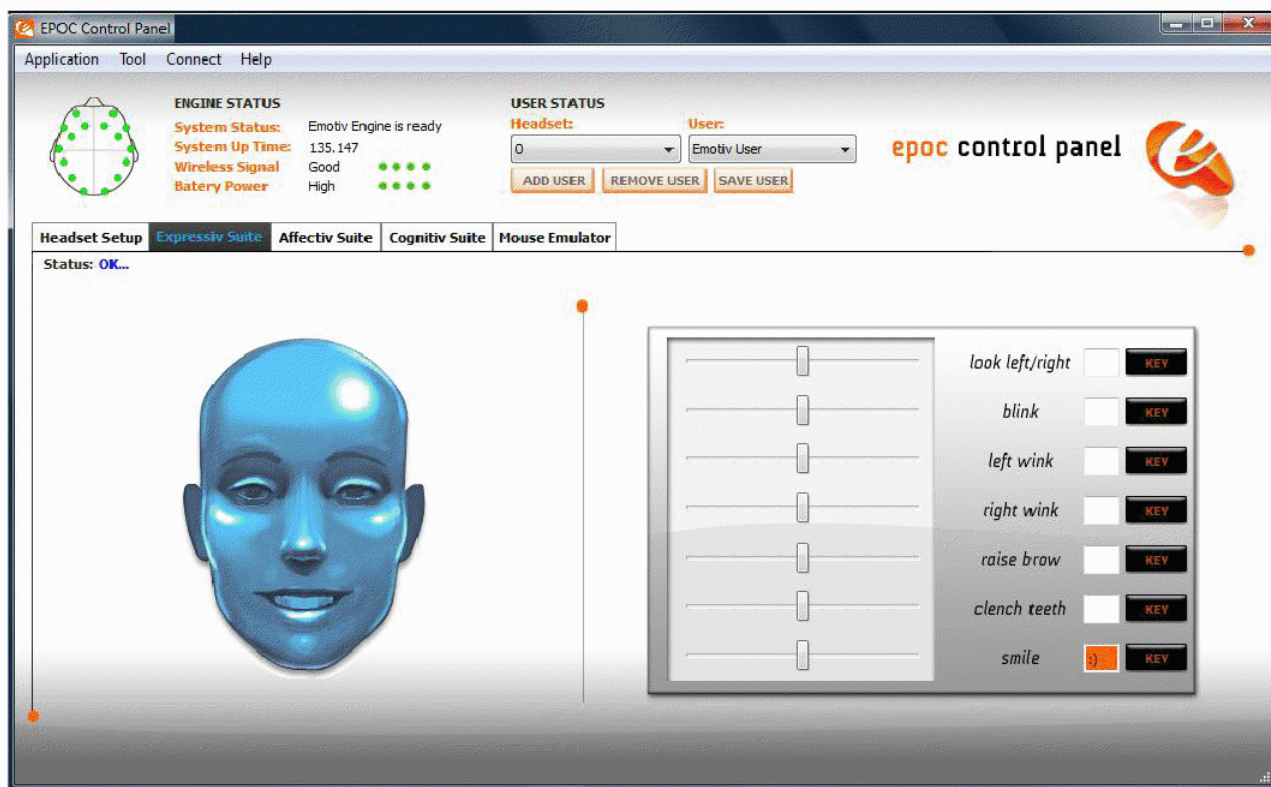 EPOC Control Panel
Application Tool Connect Help
ENGINE STATUS
System Status: Emotiv Engine is ready
System Up Time: 135.147
Wireless Signal Good
Batery Power High
USER STATUS
Headset: User:
0 Emotiv User
ADD USER REMOVE USER SAVE USER
epoc control panel
Headset Setup Expressiv Suite Affectiv Suite Cognitiv Suite Mouse Emulator
Status: OK...
look left/right KEY
blink KEY
left wink KEY
right wink KEY
raise brow KEY
clench teeth KEY
smile :) KEY